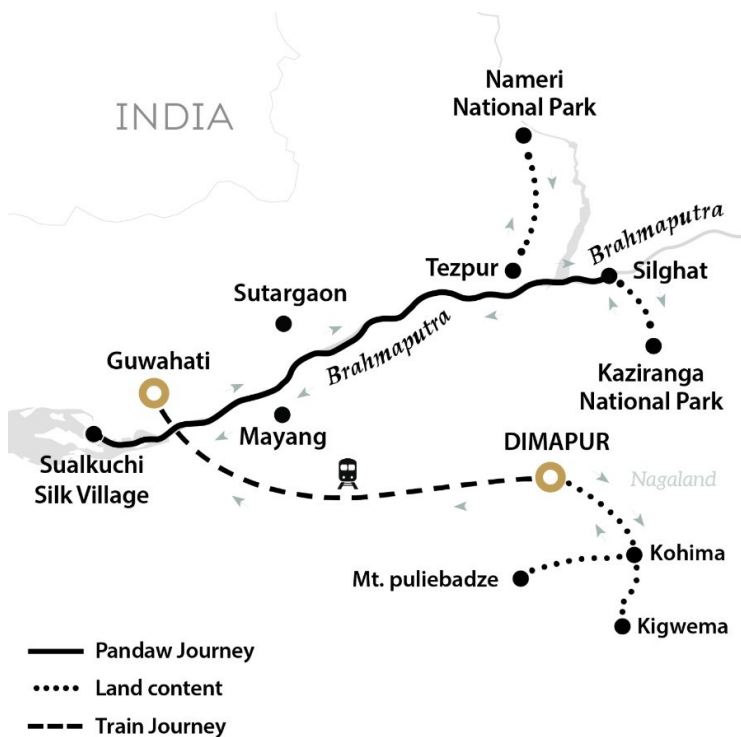 Nameri
National Park
INDIA
Brahmaputra
Tezpur
Silghat
Sutargaon
Brahmaputra
Guwahati
Kaziranga
National Park
Mayang
DIMAPUR
Sualkuchi
Silk Village
Nagaland
Kohima
Mt. puliebadze
Kigwema
Pandaw Journey
Land content
Train Journey